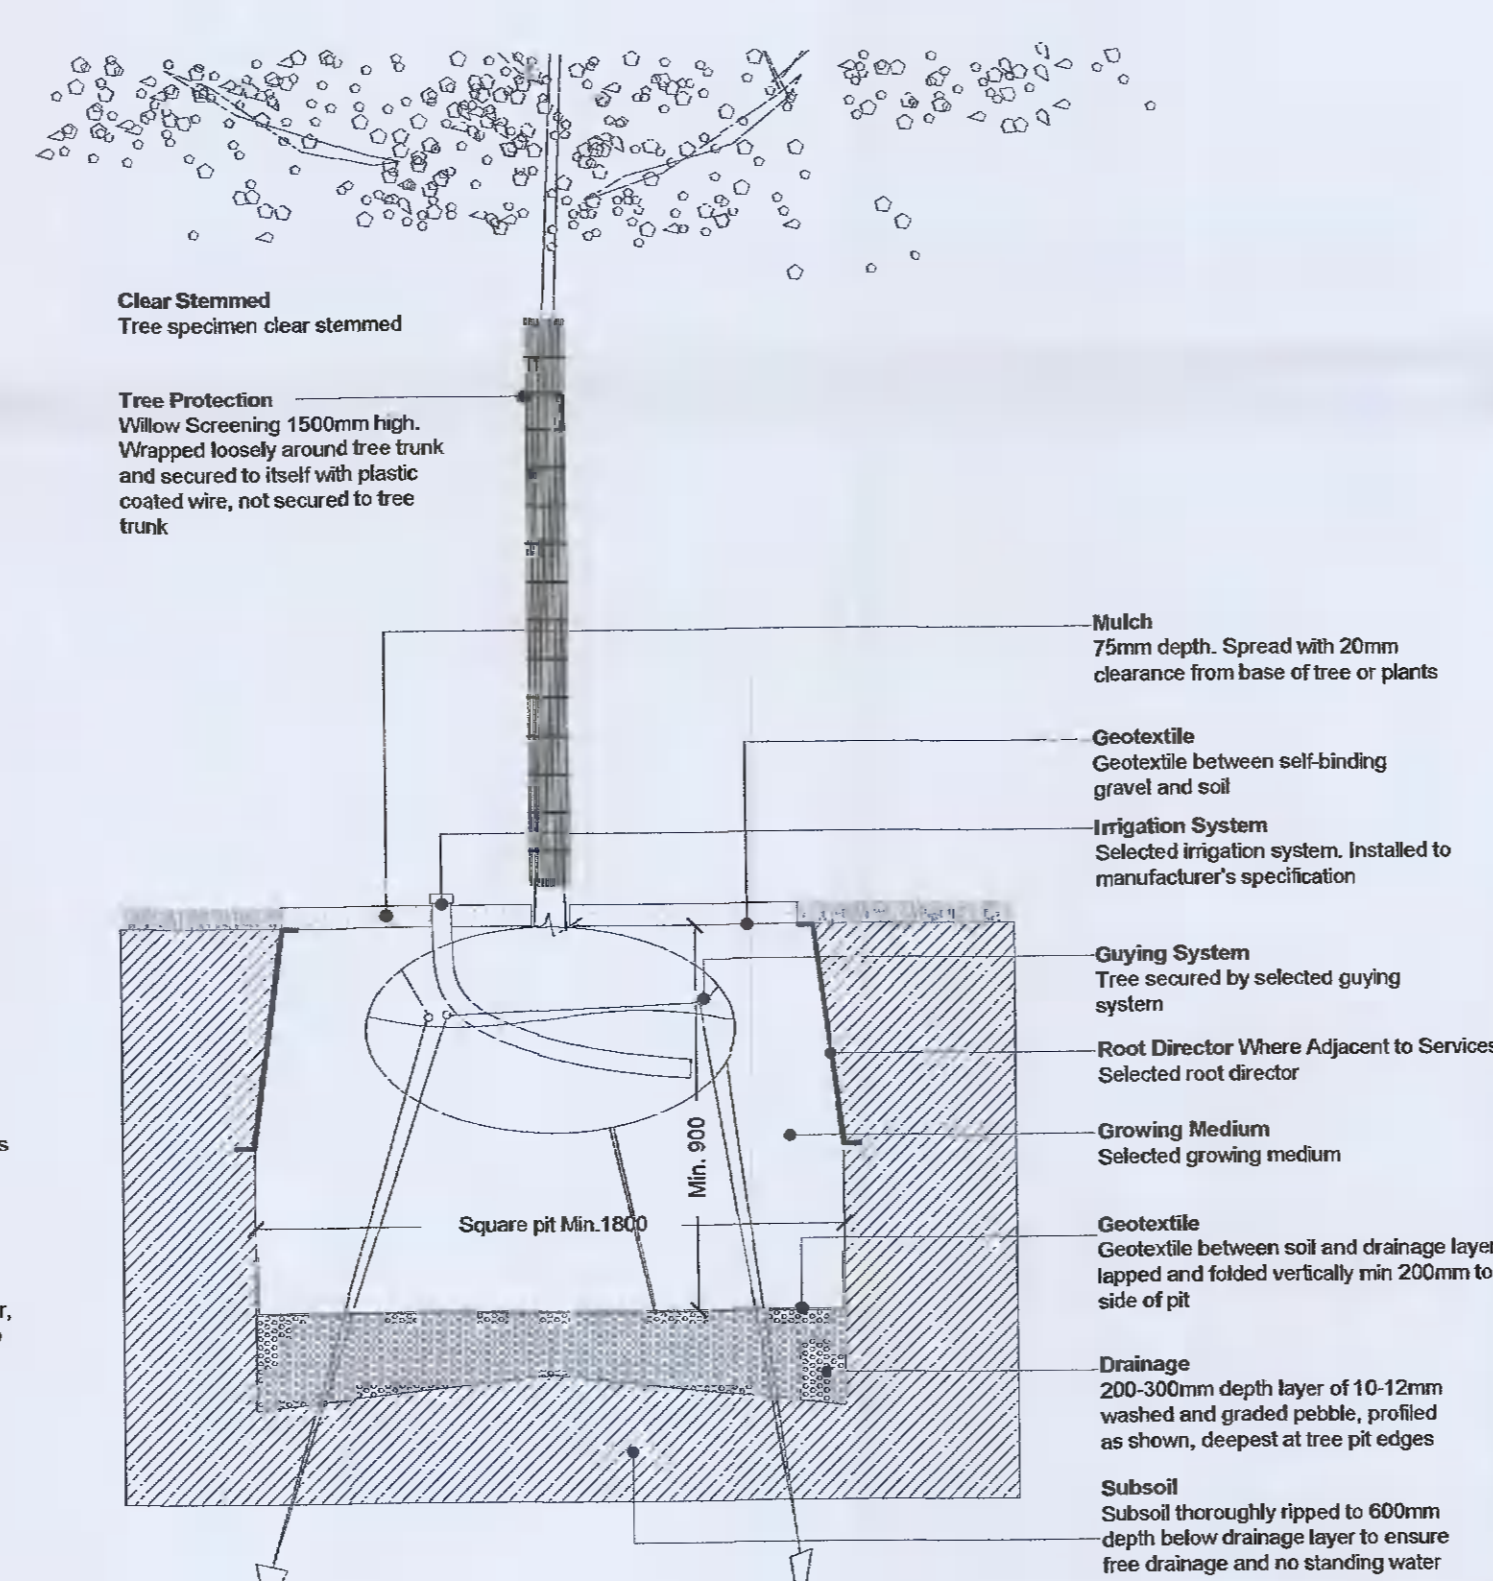 Clear Stemmed
Tree specimen clear stemmed
Tree Protection
Willow Screening 1500mm high.
Wrapped loosely around tree trunk
and secured to itself with plastic
coated wire, not secured to tree
trunk
Mulch
75mm depth. Spread with 20mm
clearance from base of tree or plants
Geotextile
Geotextile between self-binding
gravel and soil
Irrigation System
Selected irrigation system. Installed to
manufacturer's specification
Guying System
Tree secured by selected guying
system
Root Director Where Adjacent to Services
Selected root director
Growing Medium
Selected growing medium
Min. 900
Square pit Min.1800
Geotextile
Geotextile between soil and drainage layer
lapped and folded vertically min 200mm to
side of pit
Drainage
200-300mm depth layer of 10-12mm
washed and graded pebble, profiled
as shown, deepest at tree pit edges
Subsoil
Subsoil thoroughly ripped to 600mm
depth below drainage layer to ensure
free drainage and no standing water